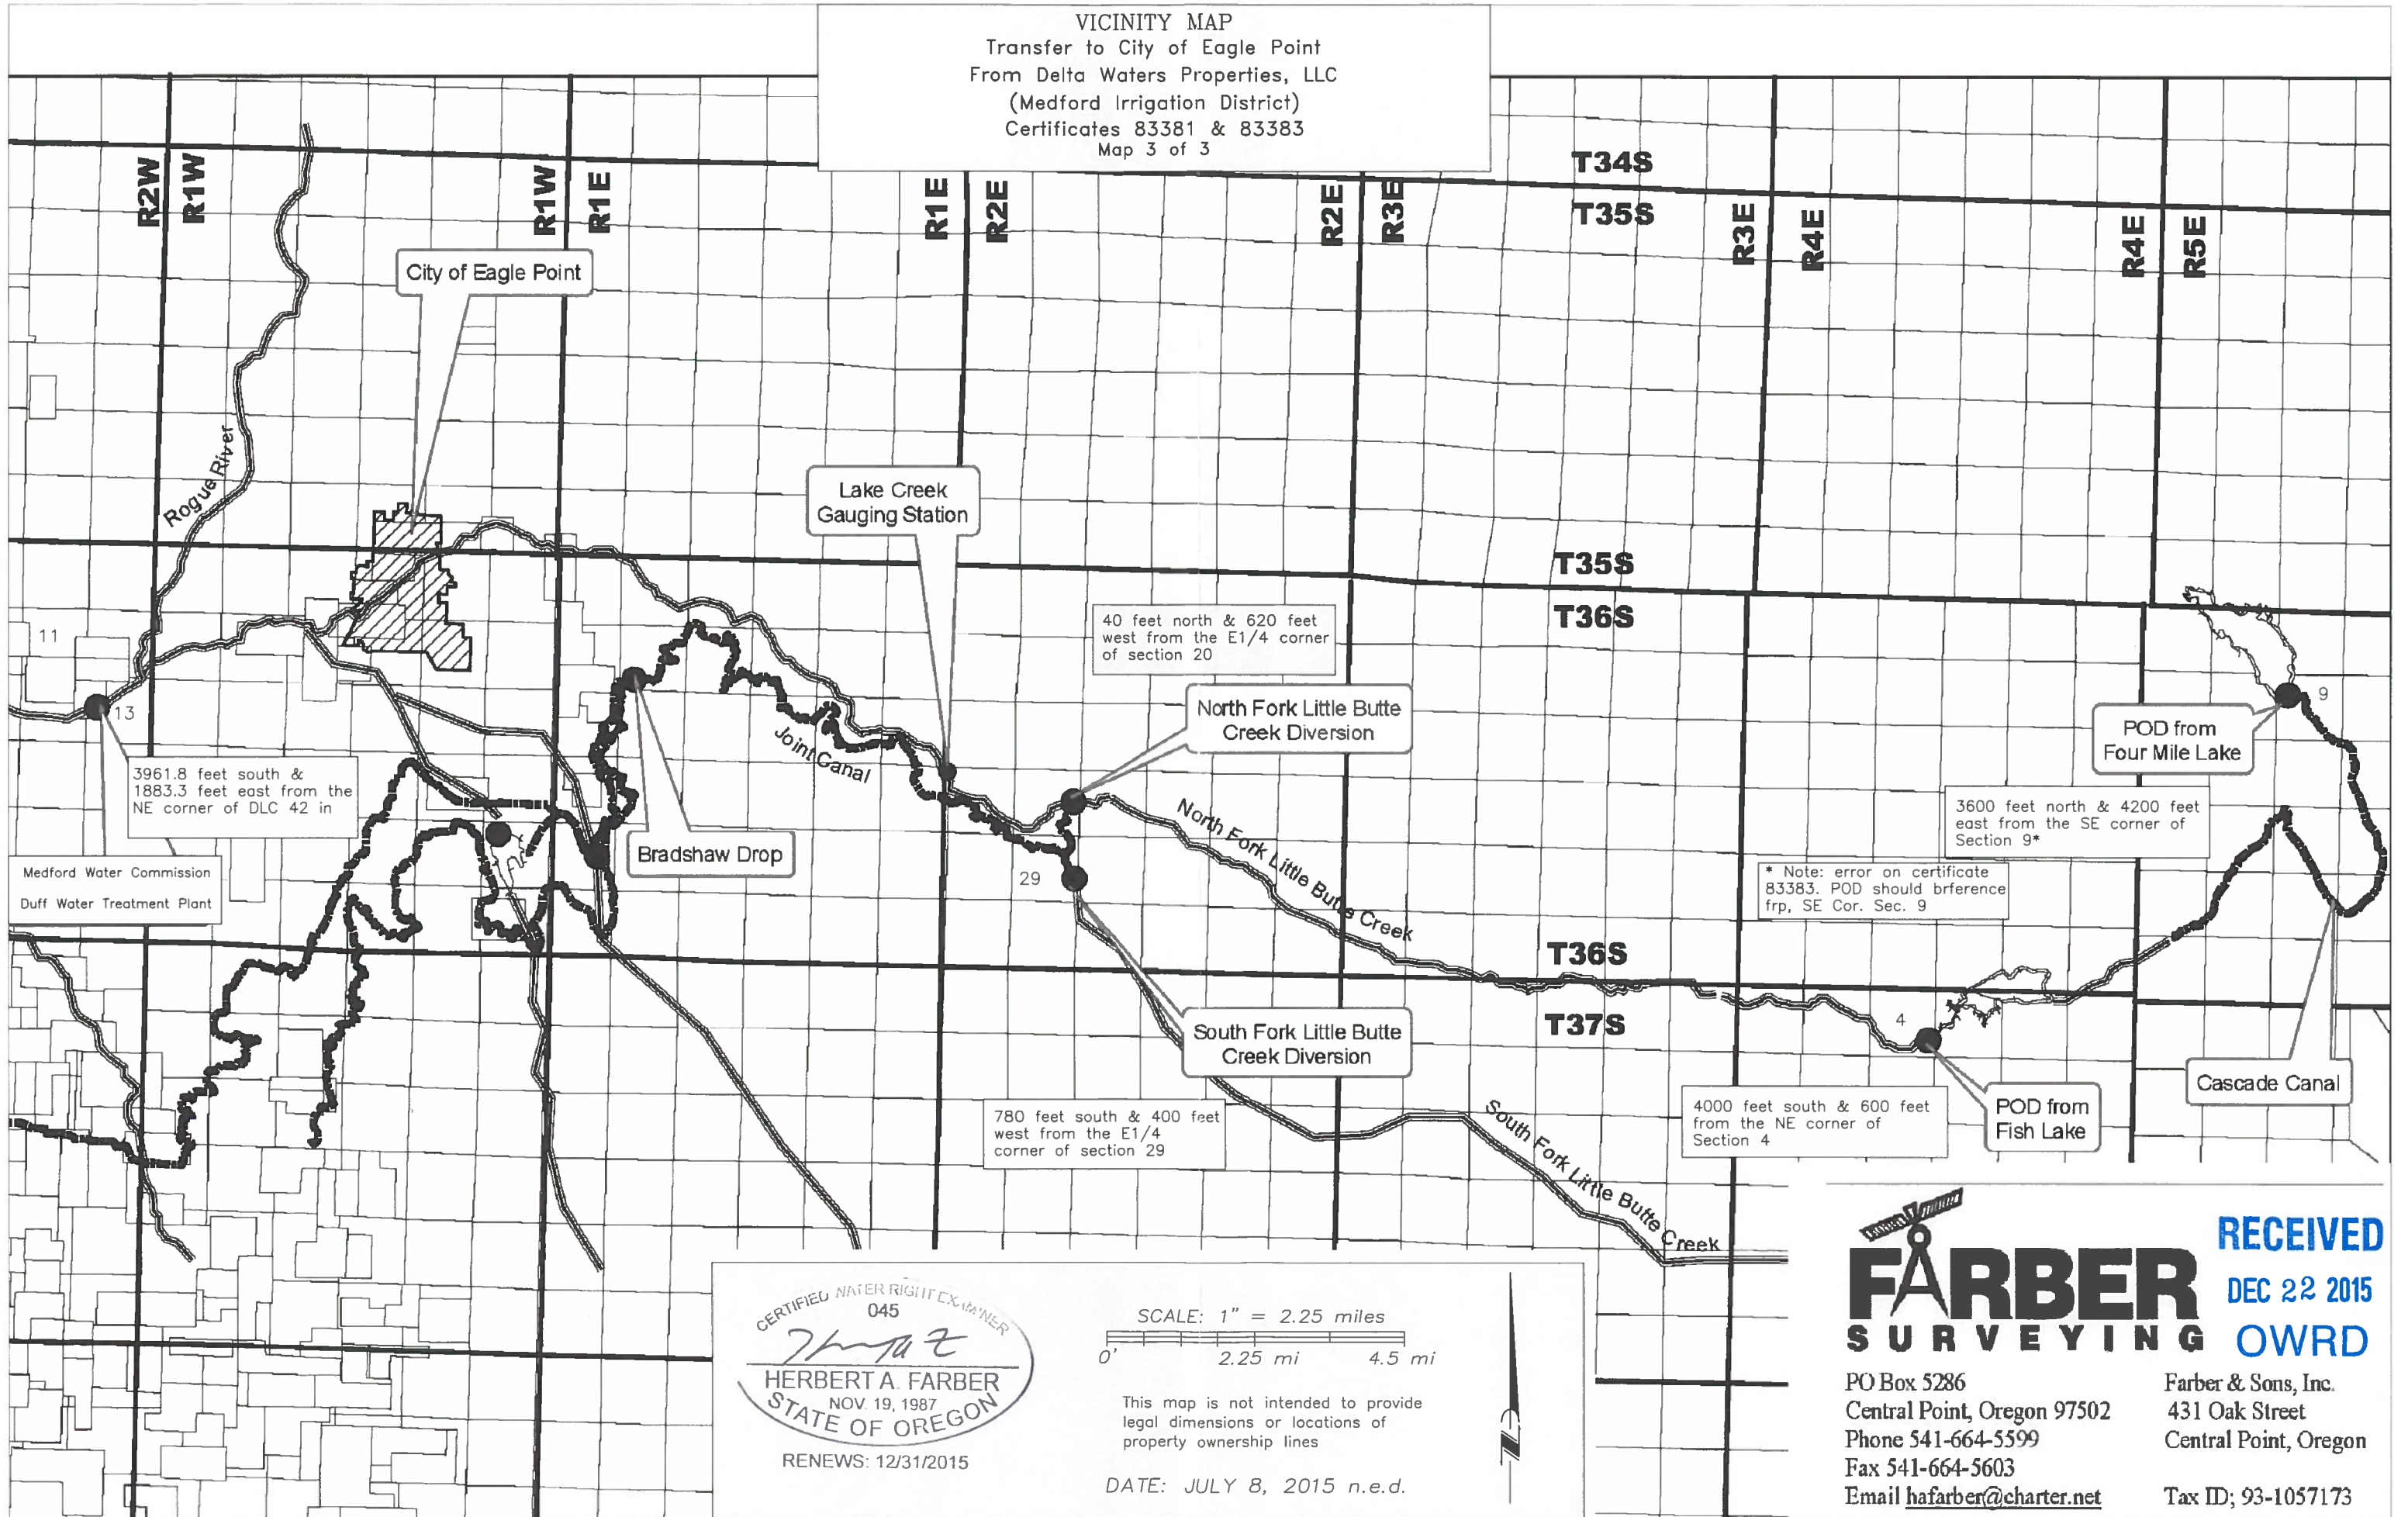 VICINITY MAP
Transfer to City of Eagle Point
From Delta Waters Properties, LLC
(Medford Irrigation District)
Certificates 83381 & 83383
Map 3 of 3
R2W
R1W
R1W
R1E
R1E
R2E
R2E
R3E
T34S
T35S
R3E
R4E
R4E
R5E
City of Eagle Point
Rogue River
Lake Creek
Gauging Station
T35S
T36S
40 feet north & 620 feet
west from the E1/4 corner
of section 20
11
13
North Fork Little Butte
Creek Diversion
9
POD from
Four Mile Lake
Joint Canal
3961.8 feet south &
1883.3 feet east from the
NE corner of DLC 42 in
North Fork Little Butte Creek
3600 feet north & 4200 feet
east from the SE corner of
Section 9*
Bradshaw Drop
Medford Water Commission
Duff Water Treatment Plant
29
* Note: error on certificate
83383. POD should brference
frp, SE Cor. Sec. 9
T36S
T37S
4
South Fork Little Butte
Creek Diversion
Cascade Canal
780 feet south & 400 feet
west from the E1/4
corner of section 29
South Fork Little Butte Creek
4000 feet south & 600 feet
from the NE corner of
Section 4
POD from
Fish Lake
CERTIFIED WATER RIGHT EXAMINER
045
HERBERT A. FARBER
NOV. 19, 1987
STATE OF OREGON
RENEWS: 12/31/2015
SCALE: 1" = 2.25 miles
0' 2.25 mi 4.5 mi
This map is not intended to provide
legal dimensions or locations of
property ownership lines
DATE: JULY 8, 2015 n.e.d.
N
FARBER
SURVEYING
RECEIVED
DEC 22 2015
OWRD
PO Box 5286
Central Point, Oregon 97502
Phone 541-664-5599
Fax 541-664-5603
Email hafarber@charter.net
Farber & Sons, Inc.
431 Oak Street
Central Point, Oregon
Tax ID; 93-1057173